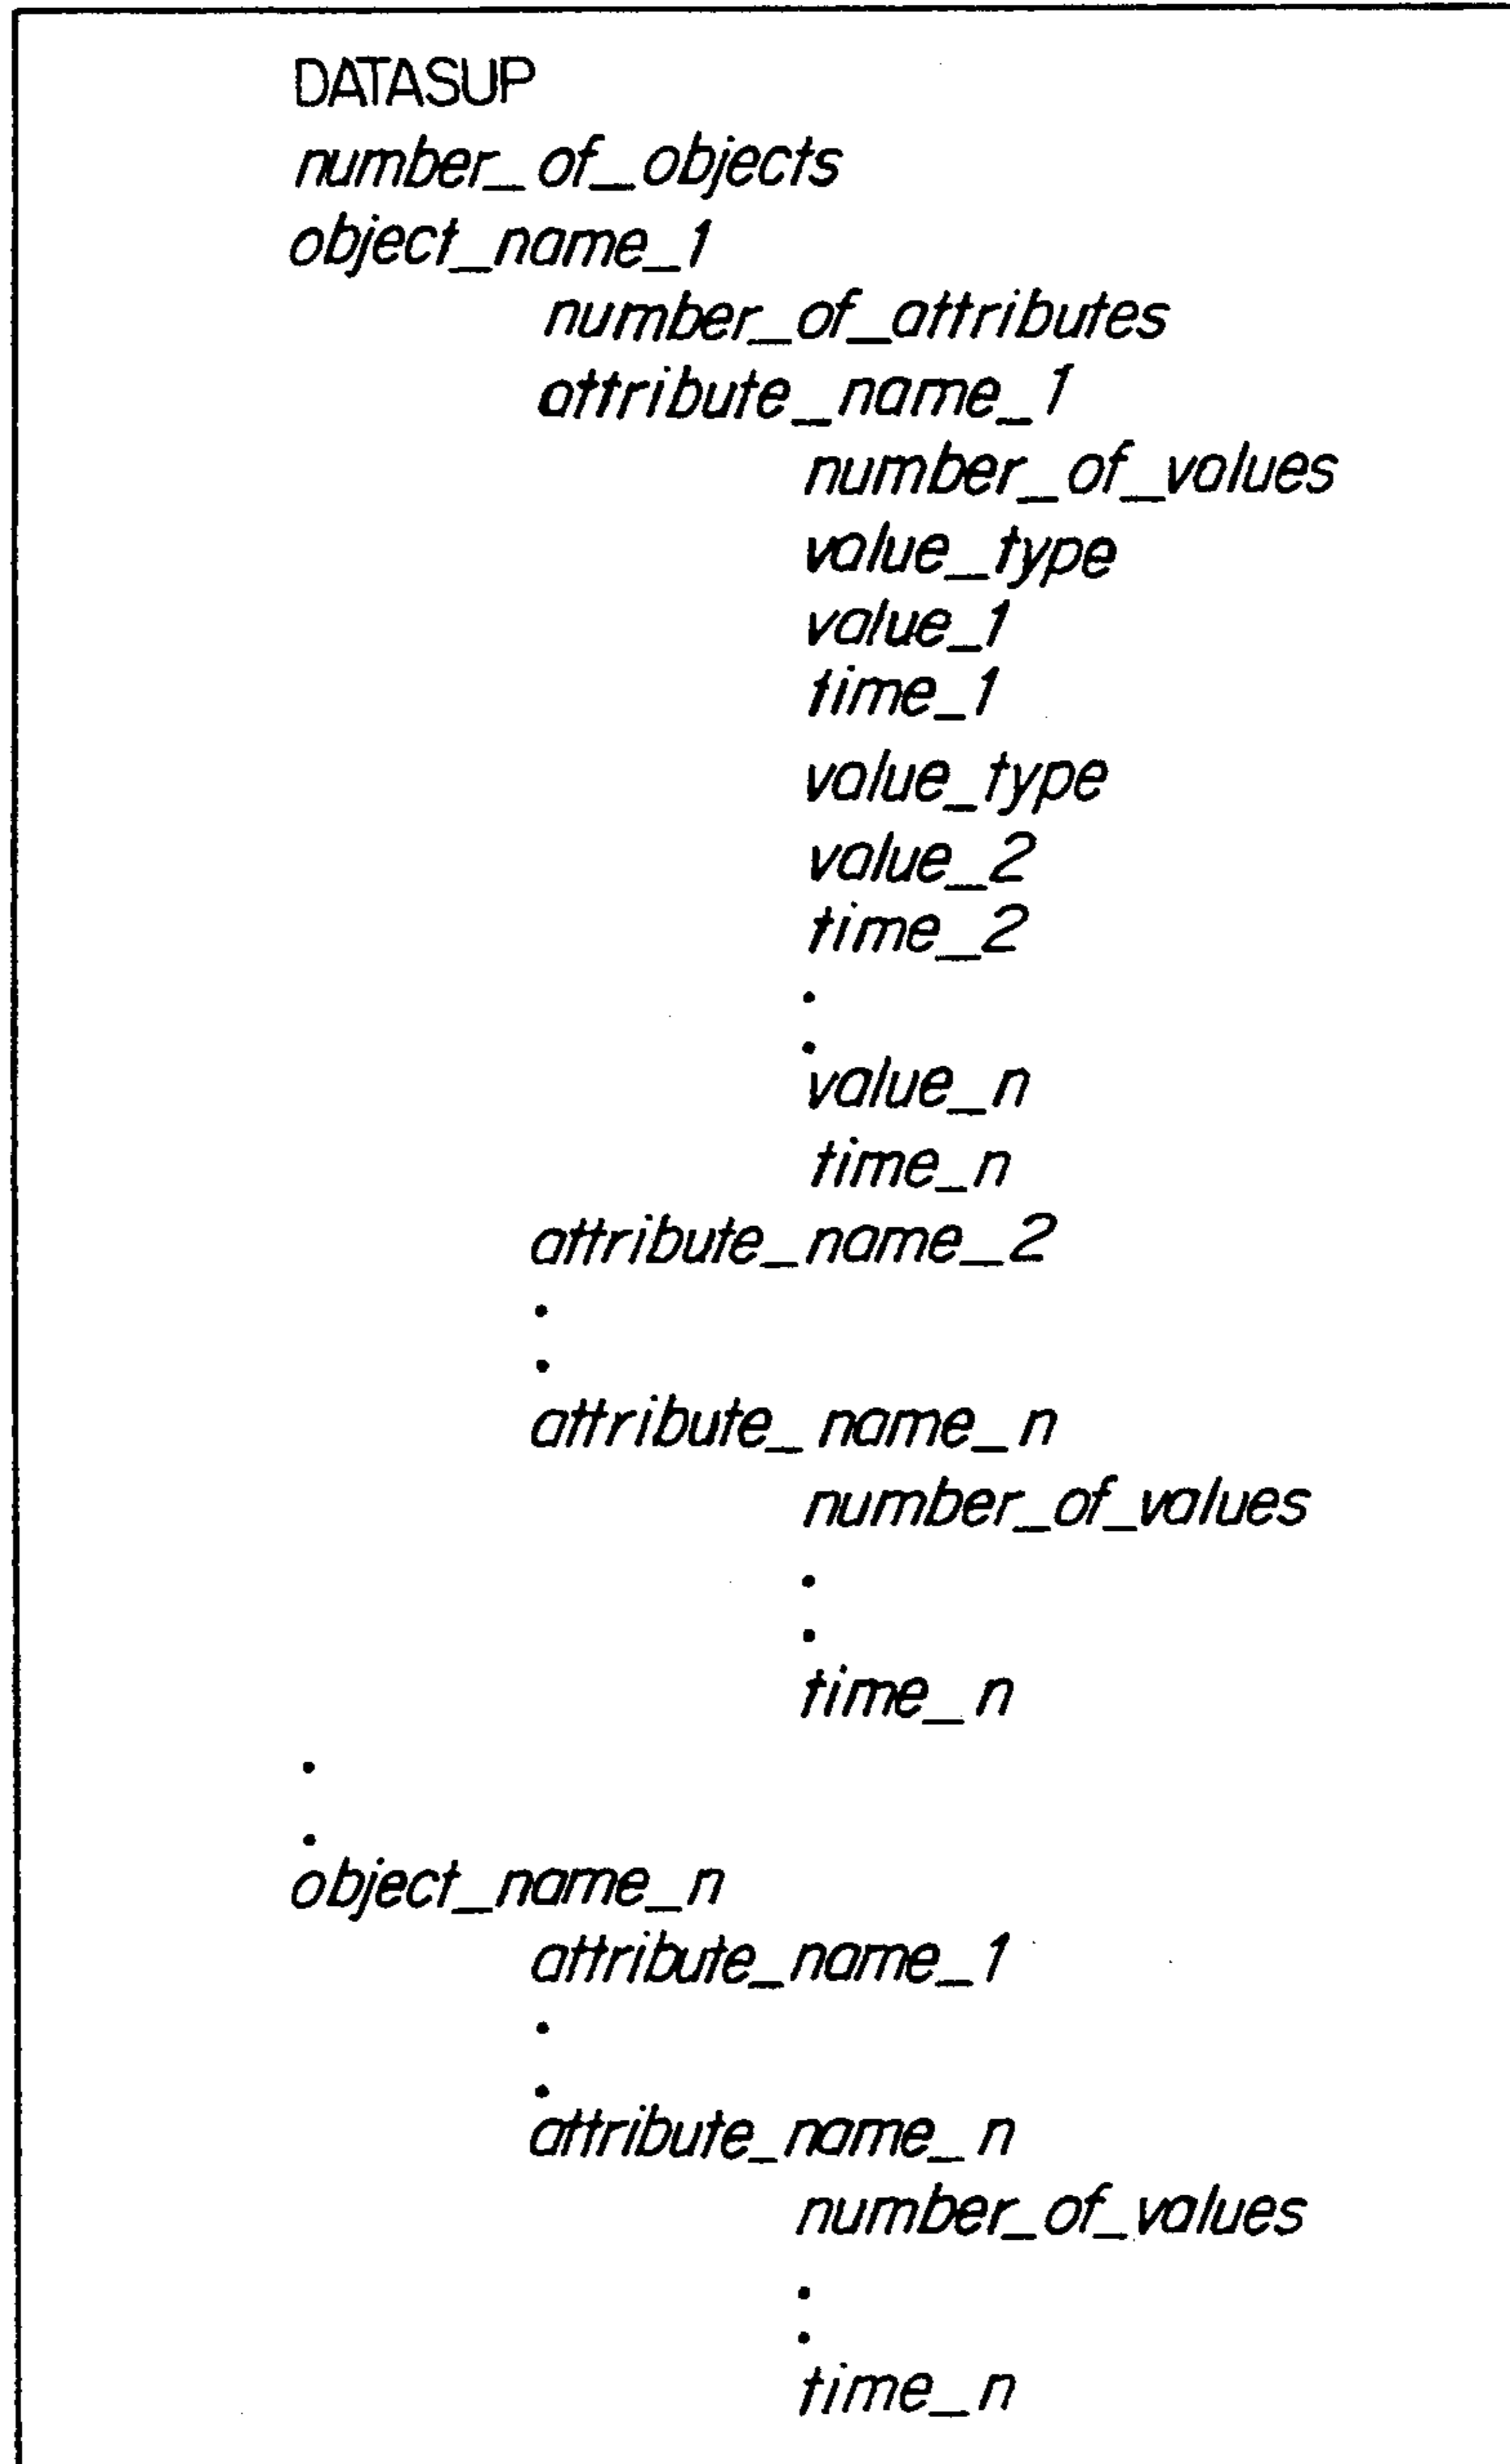 DATASUP
number_of_objects
object_name_1
number_of_attributes
attribute_name_1
number_of_values
value_type
value_1
time_1
value_type
value_2
time_2
.
.
value_n
time_n
attribute_name_2
.
.
attribute_name_n
number_of_values
.
.
time_n
.
.
object_name_n
attribute_name_1
.
.
attribute_name_n
number_of_values
.
.
time_n